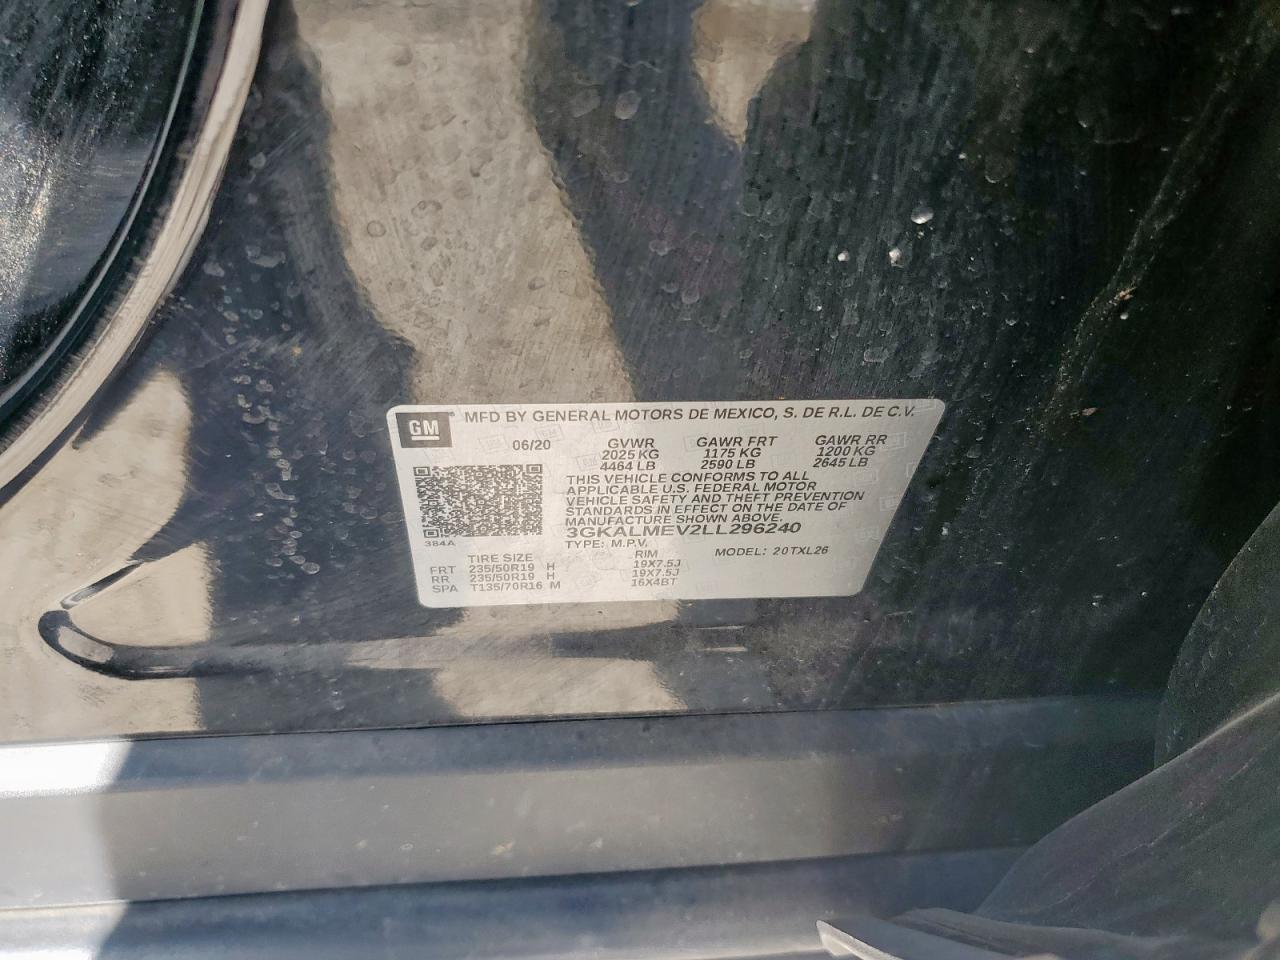 GM MFD BY GENERAL MOTORS DE MEXICO, S. DE R.L. DE C.V.
06/20 GVWR GAWR FRT GAWR RR
2025 KG 1175 KG 1200 KG
4464 LB 2590 LB 2645 LB
THIS VEHICLE CONFORMS TO ALL
APPLICABLE U.S. FEDERAL MOTOR
VEHICLE SAFETY AND THEFT PREVENTION
STANDARDS IN EFFECT ON THE DATE OF
MANUFACTURE SHOWN ABOVE.
3GKALMEV2LL296240
384A TYPE: M.P.V. MODEL: 20TXL26
TIRE SIZE RIM
FRT 235/50R19 H 19X7.5J
RR 235/50R19 H 19X7.5J
SPA T135/70R16 M 16X4BT